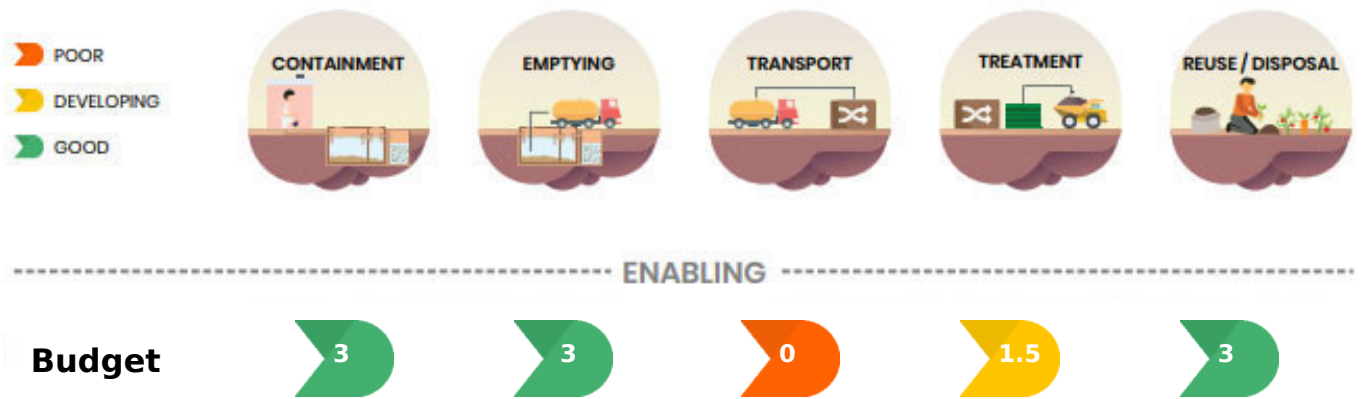 POOR
DEVELOPING
GOOD
CONTAINMENT
EMPTYING
TRANSPORT
TREATMENT
REUSE / DISPOSAL
ENABLING
Budget
3
3
0
1.5
3